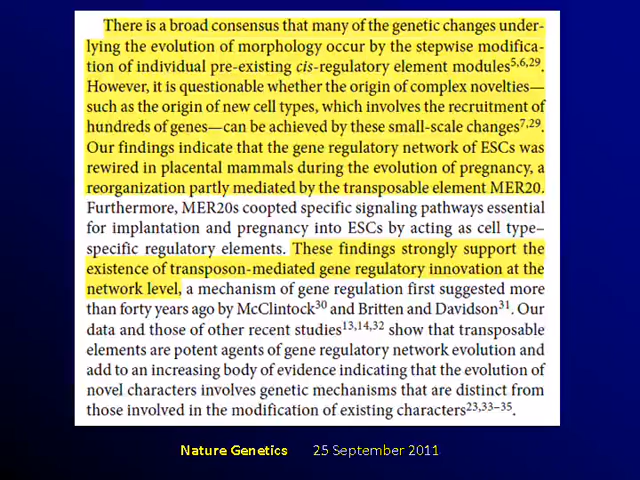 There is a broad consensus that many of the genetic changes under-
lying the evolution of morphology occur by the stepwise modifica-
tion of individual pre-existing cis-regulatory element modules5,6,29.
However, it is questionable whether the origin of complex novelties—
such as the origin of new cell types, which involves the recruitment of
hundreds of genes—can be achieved by these small-scale changes7,29.
Our findings indicate that the gene regulatory network of ESCs was
rewired in placental mammals during the evolution of pregnancy, a
reorganization partly mediated by the transposable element MER20.
Furthermore, MER20s coopted specific signaling pathways essential
for implantation and pregnancy into ESCs by acting as cell type–
specific regulatory elements. These findings strongly support the
existence of transposon-mediated gene regulatory innovation at the
network level, a mechanism of gene regulation first suggested more
than forty years ago by McClintock30 and Britten and Davidson31. Our
data and those of other recent studies13,14,32 show that transposable
elements are potent agents of gene regulatory network evolution and
add to an increasing body of evidence indicating that the evolution of
novel characters involves genetic mechanisms that are distinct from
those involved in the modification of existing characters23,33–35.
Nature Genetics 25 September 2011